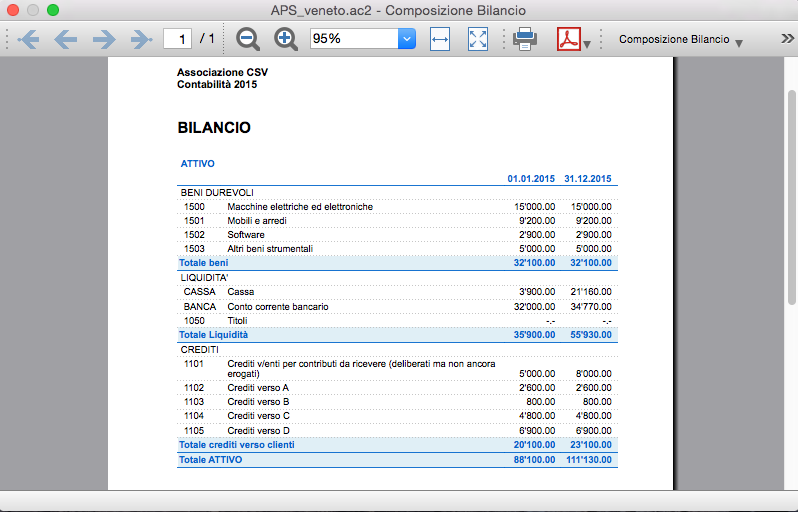 APS_veneto.ac2 - Composizione Bilancio
1 / 1 95% Composizione Bilancio
Associazione CSV
Contabilità 2015
BILANCIO
ATTIVO
01.01.2015 31.12.2015
BENI DUREVOLI
1500 Macchine elettriche ed elettroniche 15'000.00 15'000.00
1501 Mobili e arredi 9'200.00 9'200.00
1502 Software 2'900.00 2'900.00
1503 Altri beni strumentali 5'000.00 5'000.00
Totale beni 32'100.00 32'100.00
LIQUIDITA'
CASSA Cassa 3'900.00 21'160.00
BANCA Conto corrente bancario 32'000.00 34'770.00
1050 Titoli -.- -.-
Totale Liquidità 35'900.00 55'930.00
CREDITI
1101 Crediti v/enti per contributi da ricevere (deliberati ma non ancora
erogati) 5'000.00 8'000.00
1102 Crediti verso A 2'600.00 2'600.00
1103 Crediti verso B 800.00 800.00
1104 Crediti verso C 4'800.00 4'800.00
1105 Crediti verso D 6'900.00 6'900.00
Totale crediti verso clienti 20'100.00 23'100.00
Totale ATTIVO 88'100.00 111'130.00